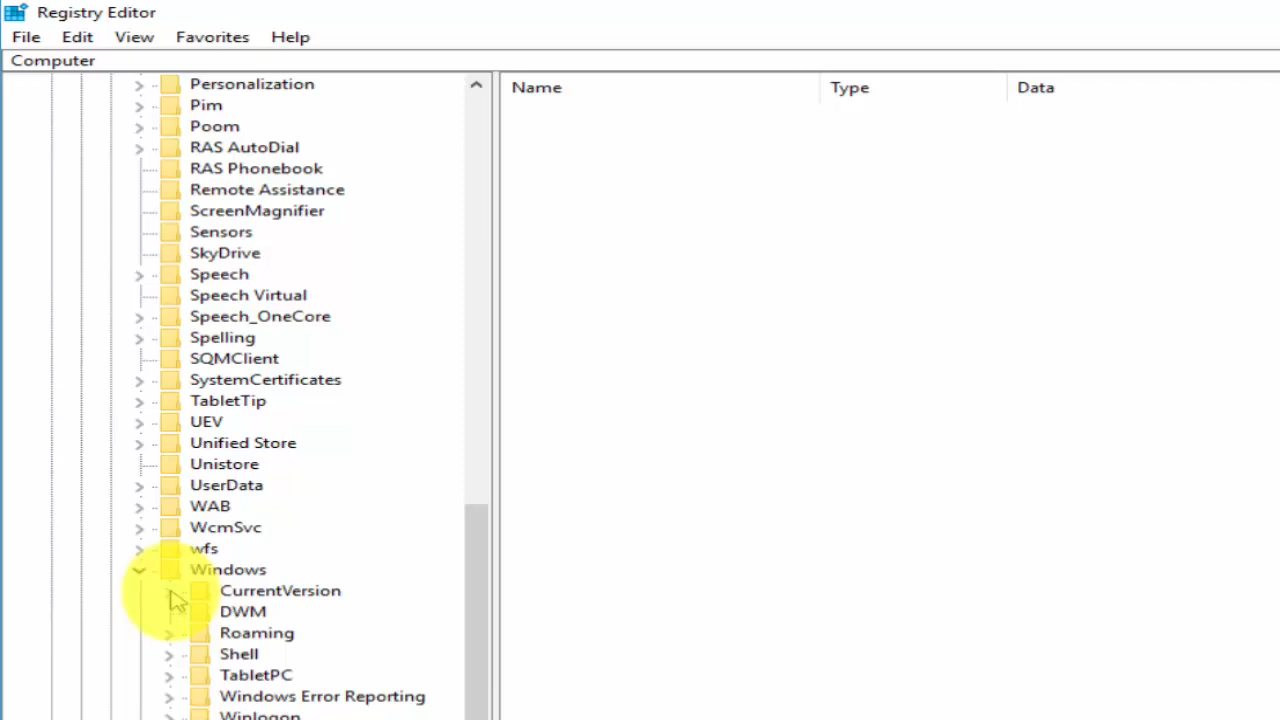 Registry Editor
File Edit View Favorites Help
Computer
Name Type Data
Personalization
Pim
Poom
RAS AutoDial
RAS Phonebook
Remote Assistance
ScreenMagnifier
Sensors
SkyDrive
Speech
Speech Virtual
Speech_OneCore
Spelling
SQMClient
SystemCertificates
TabletTip
UEV
Unified Store
Unistore
UserData
WAB
WcmSvc
wfs
Windows
CurrentVersion
DWM
Roaming
Shell
TabletPC
Windows Error Reporting
Winlogon